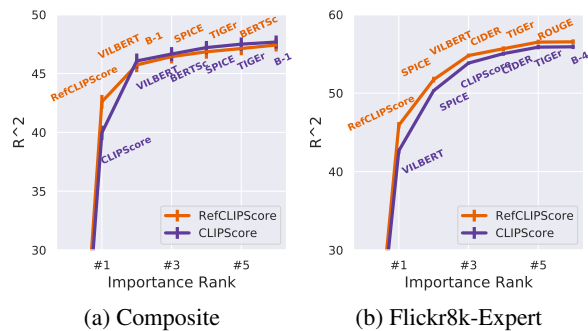 50
45
40
35
30
R^2
RefCLIPScore
VILBERT
B-1
SPICE
TIGEr
BERTSc
CLIPScore
VILBERT
BERTSc
SPICE
TIGEr
B-1
RefCLIPScore
CLIPScore
#1
#3
#5
Importance Rank
(a) Composite
60
50
40
30
R^2
RefCLIPScore
SPICE
VILBERT
CIDER
TIGEr
ROUGE
VILBERT
SPICE
CLIPScore
CIDER
TIGEr
B-4
RefCLIPScore
CLIPScore
#1
#3
#5
Importance Rank
(b) Flickr8k-Expert